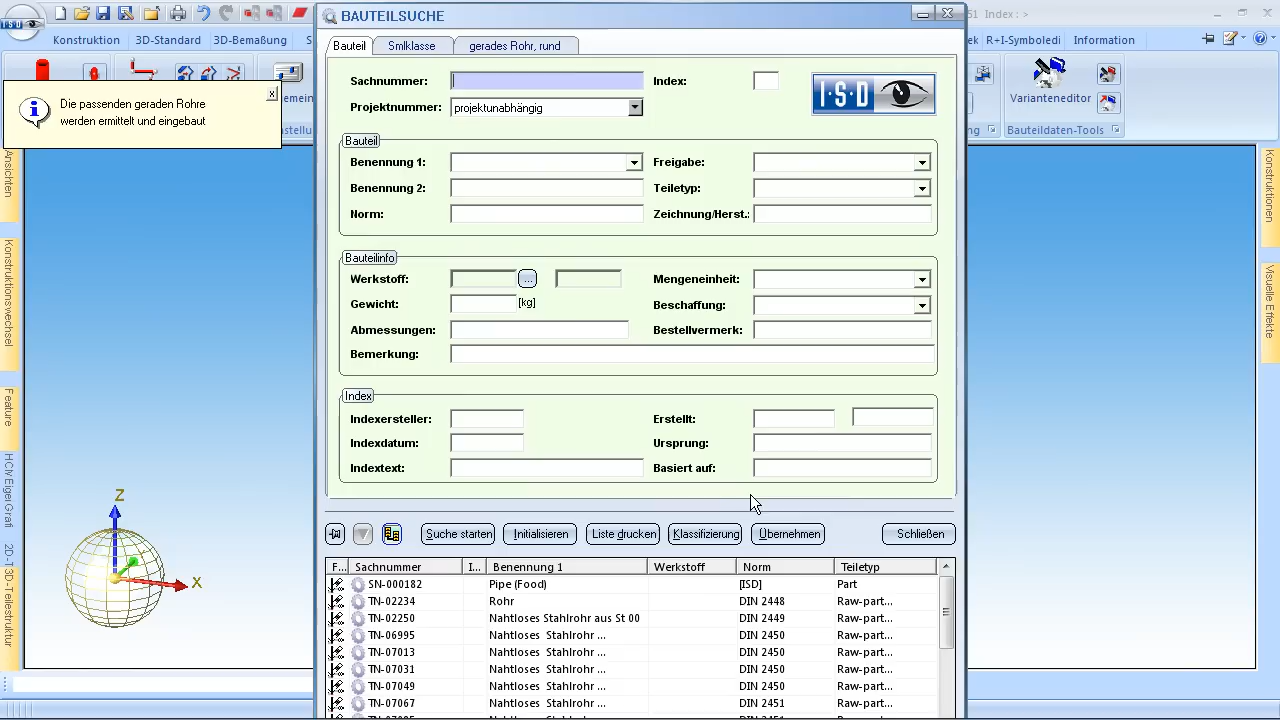 ISD
51 Index : >
BAUTEILSUCHE
Konstruktion
3D-Standard
3D-Bemaßung
R+I-Symboledi
Information
Varianteneditor
Bauteildaten-Tools
Die passenden geraden Rohre
werden ermittelt und eingebaut
x
Bauteil
Smlklasse
gerades Rohr, rund
Sachnummer:
Index:
I·S·D
Projektnummer:
projektunabhängig
Bauteil
Benennung 1:
Freigabe:
Benennung 2:
Teiletyp:
Norm:
Zeichnung/Herst.:
Bauteilinfo
Werkstoff:
...
Mengeneinheit:
Gewicht:
[kg]
Beschaffung:
Abmessungen:
Bestellvermerk:
Bemerkung:
Index
Indexersteller:
Erstellt:
Indexdatum:
Ursprung:
Indextext:
Basiert auf:
Suche starten
Initialisieren
Liste drucken
Klassifizierung
Übernehmen
Schließen
F... Sachnummer I... Benennung 1 Werkstoff Norm Teiletyp
SN-000182 Pipe (Food) [ISD] Part
TN-02234 Rohr DIN 2448 Raw-part...
TN-02250 Nahtloses Stahlrohr aus St 00 DIN 2449 Raw-part...
TN-06995 Nahtloses Stahlrohr ... DIN 2450 Raw-part...
TN-07013 Nahtloses Stahlrohr ... DIN 2450 Raw-part...
TN-07031 Nahtloses Stahlrohr ... DIN 2450 Raw-part...
TN-07049 Nahtloses Stahlrohr ... DIN 2450 Raw-part...
TN-07067 Nahtloses Stahlrohr ... DIN 2451 Raw-part...
Ansichten
Konstruktionswechsel
Feature
2D-T
3D-Teilestruktur
Z
X
Konstruktionen
Visuelle Effekte